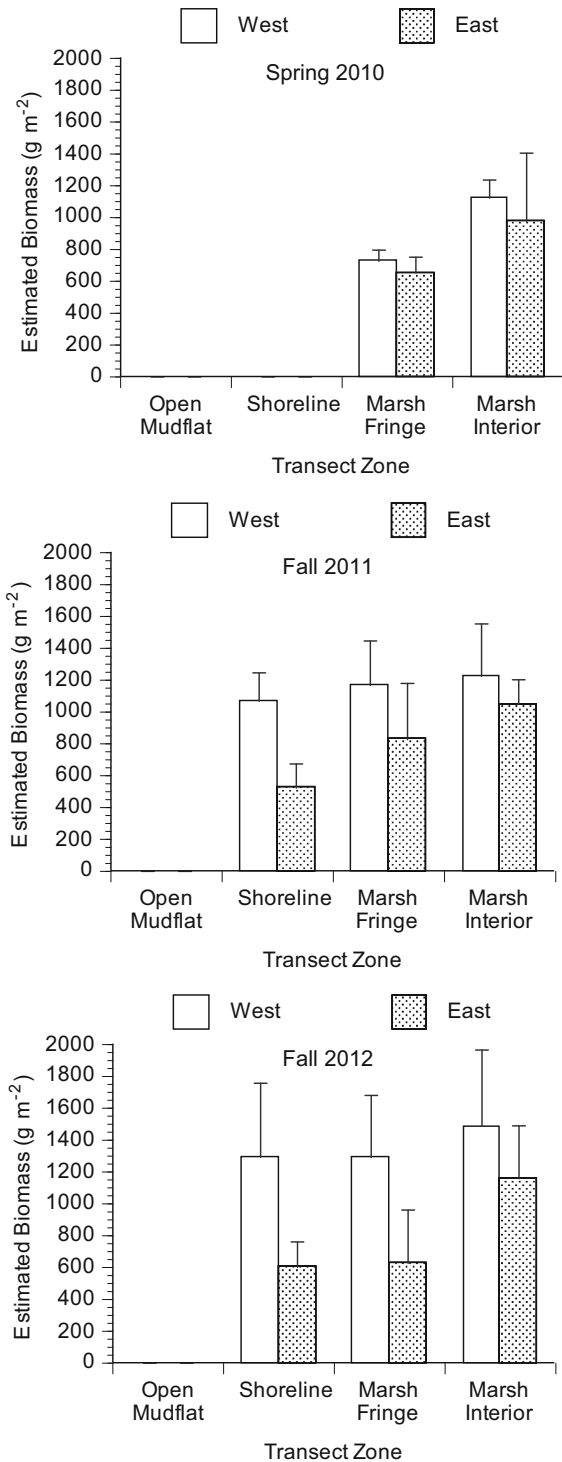 West East
Spring 2010
Estimated Biomass (g m⁻²)
2000
1800
1600
1400
1200
1000
800
600
400
200
0
Open Mudflat Shoreline Marsh Fringe Marsh Interior
Transect Zone
West East
Fall 2011
Estimated Biomass (g m⁻²)
2000
1800
1600
1400
1200
1000
800
600
400
200
0
Open Mudflat Shoreline Marsh Fringe Marsh Interior
Transect Zone
West East
Fall 2012
Estimated Biomass (g m⁻²)
2000
1800
1600
1400
1200
1000
800
600
400
200
0
Open Mudflat Shoreline Marsh Fringe Marsh Interior
Transect Zone